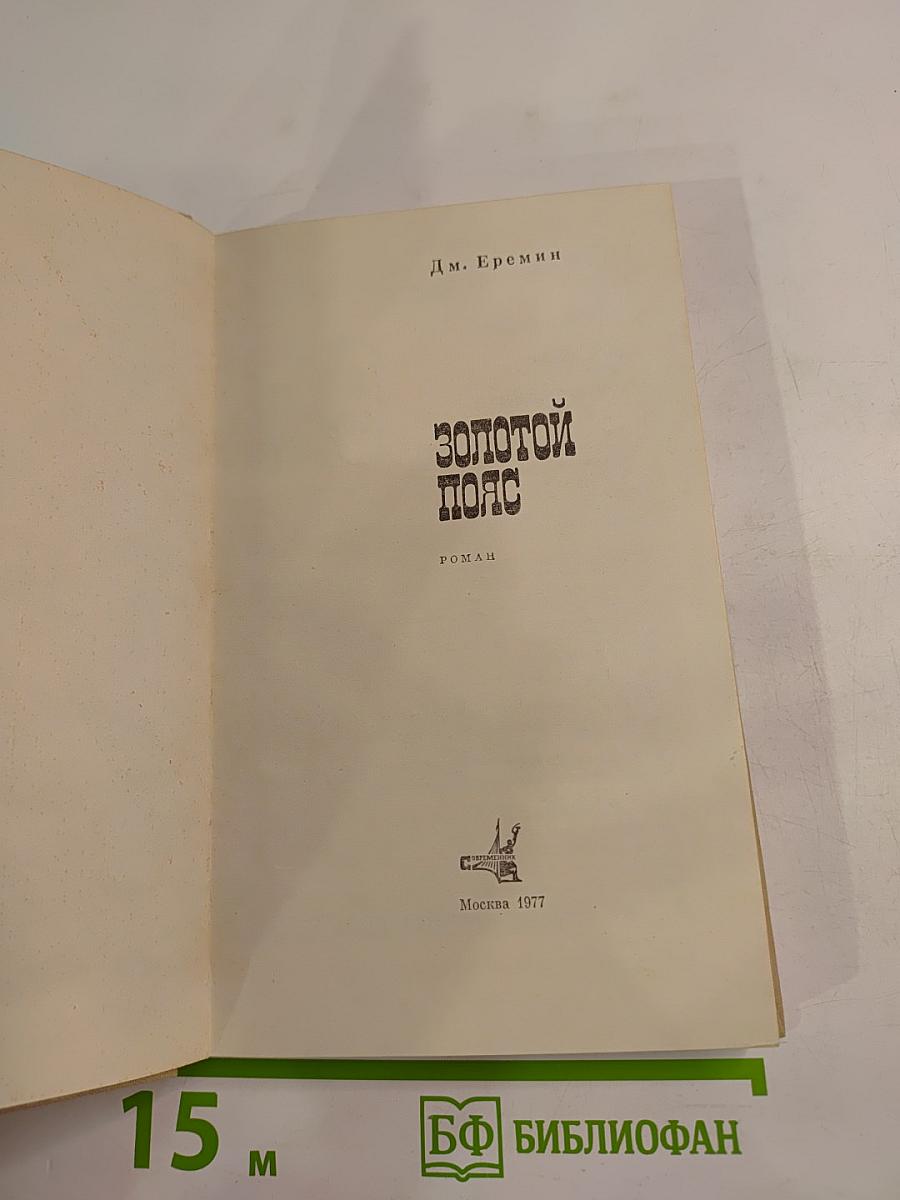 Дм. Еремин
ЗОЛОТОЙ
ПОЯС
РОМАН
СОВРЕМЕННИК
Москва 1977
15 м
БФ БИБЛИОФАН